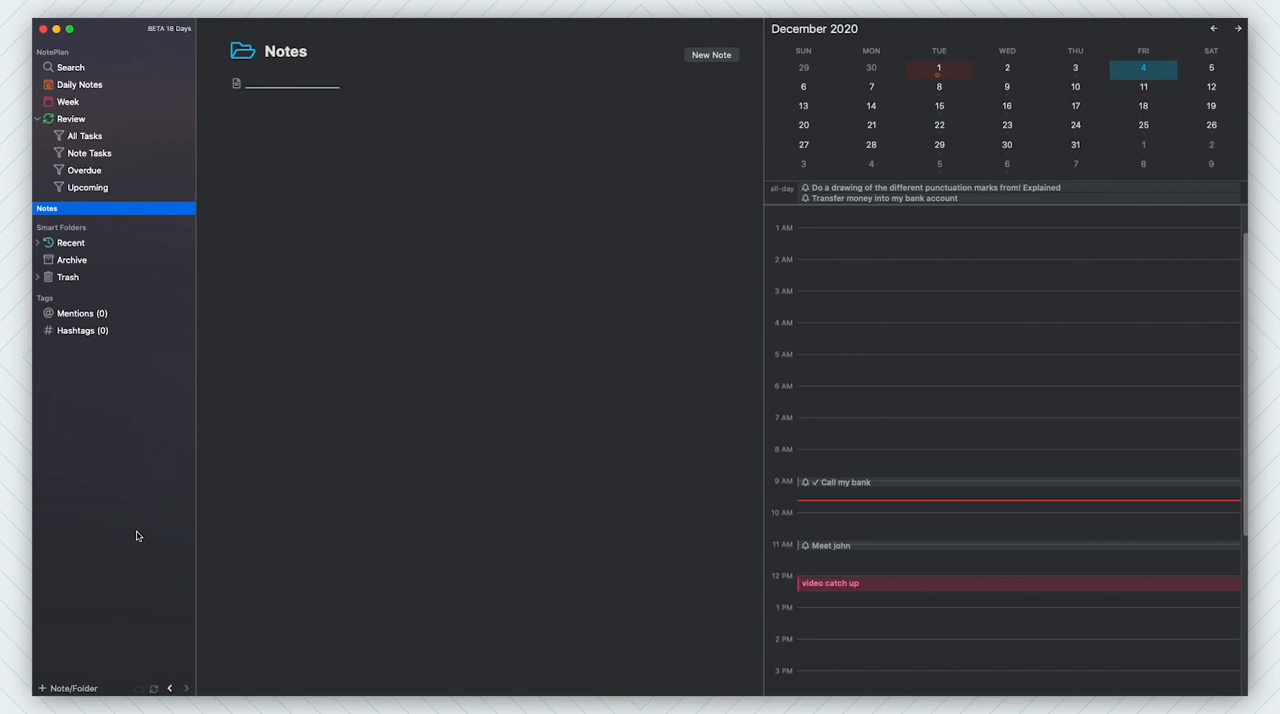 BETA 18 Days
NotePlan
Search
Daily Notes
Week
Review
All Tasks
Note Tasks
Overdue
Upcoming
Notes
Smart Folders
Recent
Archive
Trash
Tags
@ Mentions (0)
# Hashtags (0)
+ Note/Folder
Notes
New Note
December 2020
SUN MON TUE WED THU FRI SAT
29 30 1 2 3 4 5
6 7 8 9 10 11 12
13 14 15 16 17 18 19
20 21 22 23 24 25 26
27 28 29 30 31 1 2
3 4 5 6 7 8 9
all-day Do a drawing of the different punctuation marks from! Explained
Transfer money into my bank account
1 AM
2 AM
3 AM
4 AM
5 AM
6 AM
7 AM
8 AM
9 AM ✓ Call my bank
10 AM
11 AM Meet john
12 PM video catch up
1 PM
2 PM
3 PM